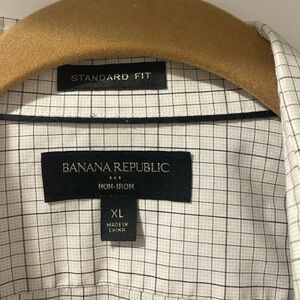 STANDARD FIT
BANANA REPUBLIC
NON-IRON
XL
MADE IN
CHINA